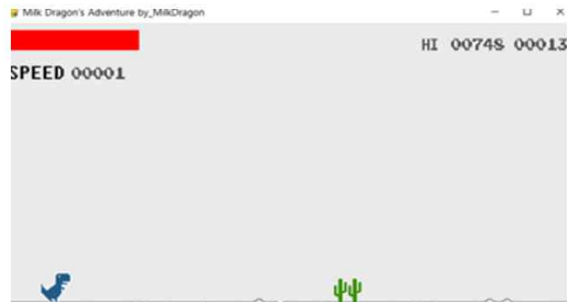 Milk Dragon's Adventure by_MilkDragon
HI 00748 00013
SPEED 00001